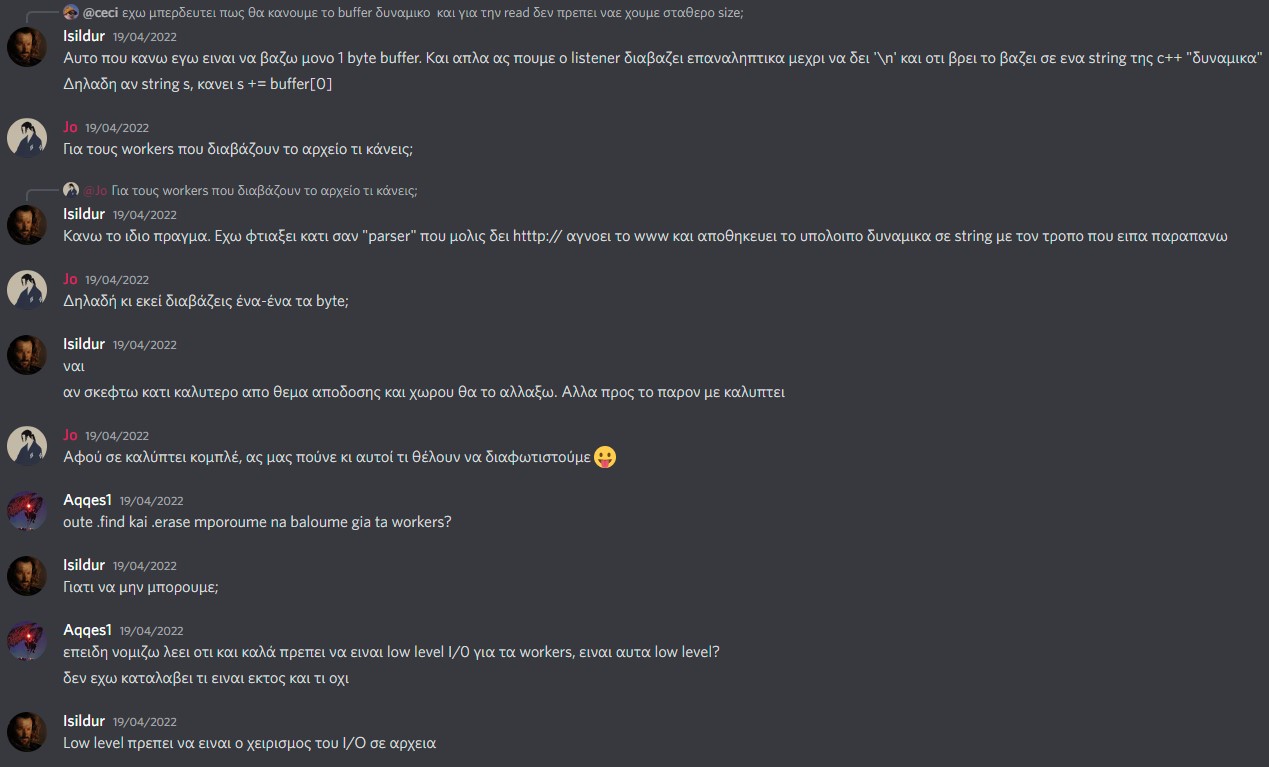 @ceci εχω μπερδευτει πως θα κανουμε το buffer δυναμικο και για την read δεν πρεπει ναε χουμε σταθερο size;
Isildur 19/04/2022
Αυτο που κανω εγω ειναι να βαζω μονο 1 byte buffer. Και απλα ας πουμε ο listener διαβαζει επαναληπτικα μεχρι να δει '\n' και οτι βρει το βαζει σε ενα string της c++ "δυναμικα"
Δηλαδη αν string s, κανει s += buffer[0]
Jo 19/04/2022
Για τους workers που διαβάζουν το αρχείο τι κάνεις;
@Jo Για τους workers που διαβάζουν το αρχείο τι κάνεις;
Isildur 19/04/2022
Κανω το ιδιο πραγμα. Εχω φτιαξει κατι σαν "parser" που μολις δει htttp:// αγνοει το www και αποθηκευει το υπολοιπο δυναμικα σε string με τον τροπο που ειπα παραπανω
Jo 19/04/2022
Δηλαδή κι εκεί διαβάζεις ένα-ένα τα byte;
Isildur 19/04/2022
ναι
αν σκεφτω κατι καλυτερο απο θεμα αποδοσης και χωρου θα το αλλαξω. Αλλα προς το παρον με καλυπτει
Jo 19/04/2022
Αφού σε καλύπτει κομπλέ, ας μας πούνε κι αυτοί τι θέλουν να διαφωτιστούμε 😛
Aqqes1 19/04/2022
oute .find kai .erase mporoume na baloume gia ta workers?
Isildur 19/04/2022
Γιατι να μην μπορουμε;
Aqqes1 19/04/2022
επειδη νομιζω λεει οτι και καλά πρεπει να ειναι low level I/0 για τα workers, ειναι αυτα low level?
δεν εχω καταλαβει τι ειναι εκτος και τι οχι
Isildur 19/04/2022
Low level πρεπει να ειναι ο χειρισμος του I/O σε αρχεια